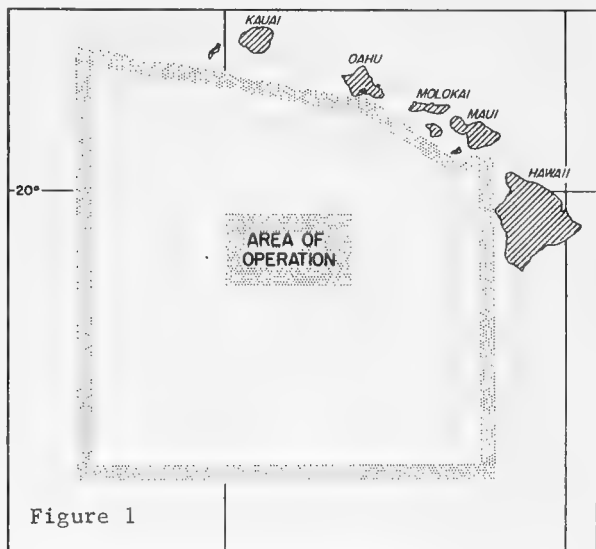 KAUAI
OAHU
MOLOKAI
MAUI
HAWAII
20°
AREA OF
OPERATION
Figure 1